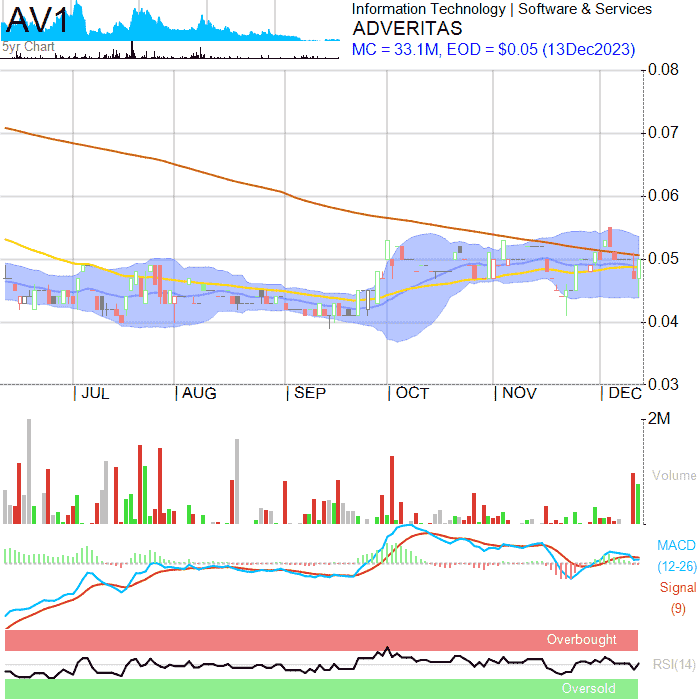 AV1
5yr Chart
Information Technology | Software & Services
ADVERITAS
MC = 33.1M, EOD = $0.05 (13Dec2023)
0.08
0.07
0.06
0.05
0.04
0.03
| JUL | AUG | SEP | OCT | NOV | DEC
2M
Volume
MACD
(12-26)
Signal
(9)
Overbought
RSI(14)
Oversold